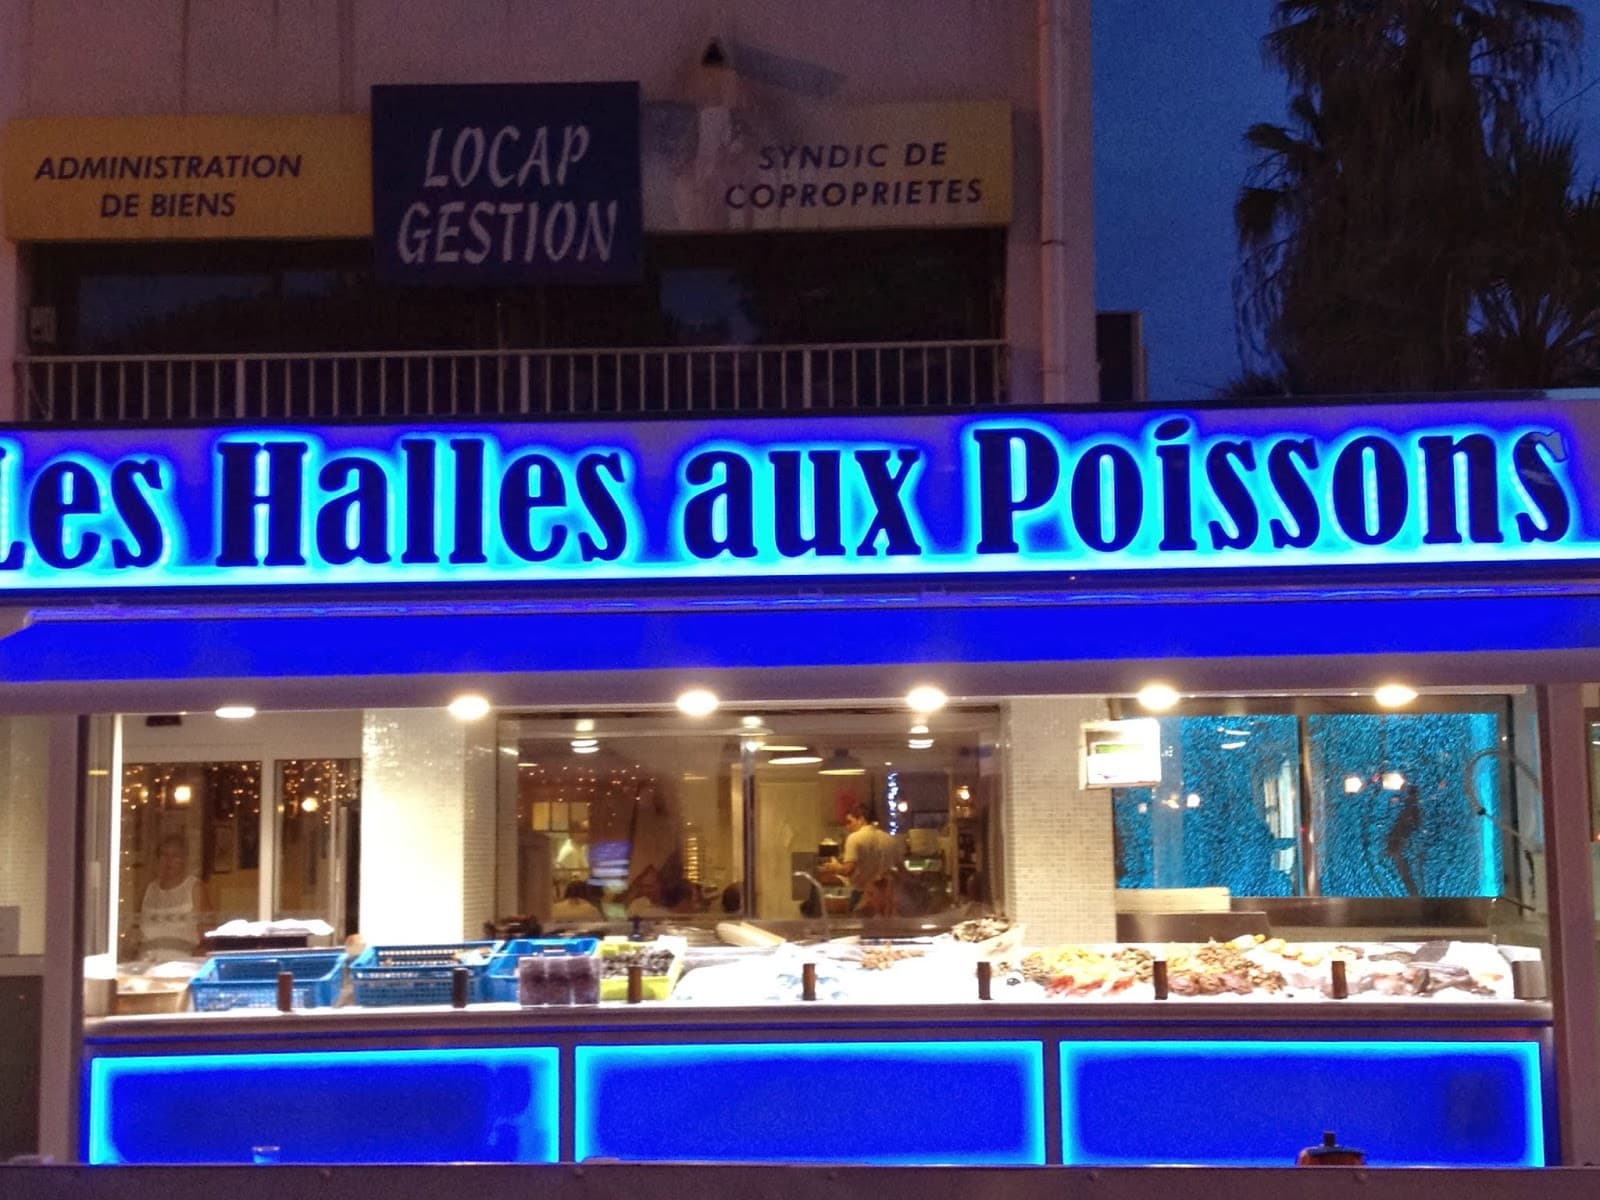 ADMINISTRATION
DE BIENS
LOCAP
GESTION
SYNDIC DE
COPROPRIETES
Les Halles aux Poissons